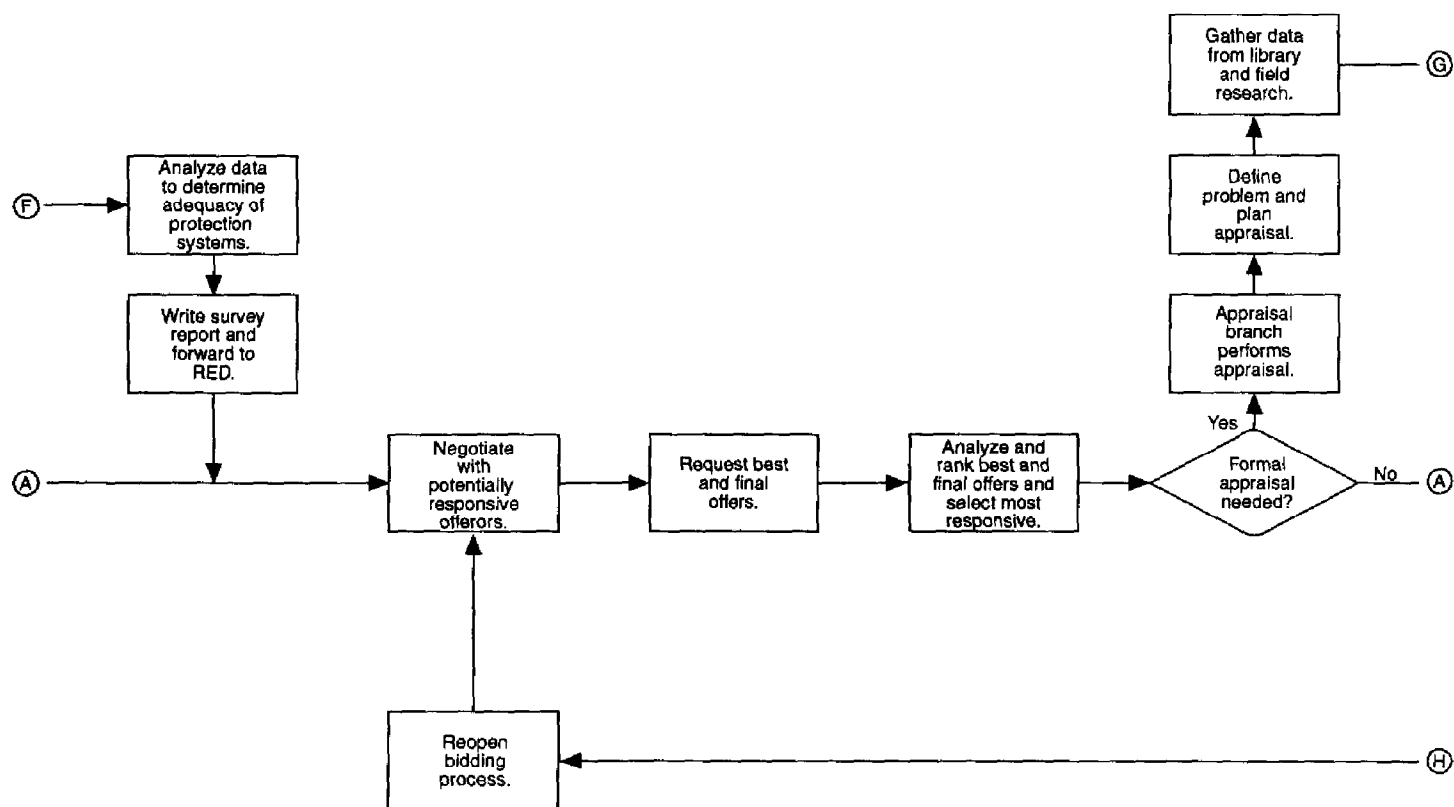 Gather data
from library
and field
research.
G
Analyze data
to determine
adequacy of
protection
systems.
F
Define
problem and
plan
appraisal.
Write survey
report and
forward to
RED.
Appraisal
branch
performs
appraisal.
Yes
A
Negotiate
with
potentially
responsive
offerors.
Request best
and final
offers.
Analyze and
rank best and
final offers and
select most
responsive.
Formal
appraisal
needed?
No
A
Reopen
bidding
process.
H